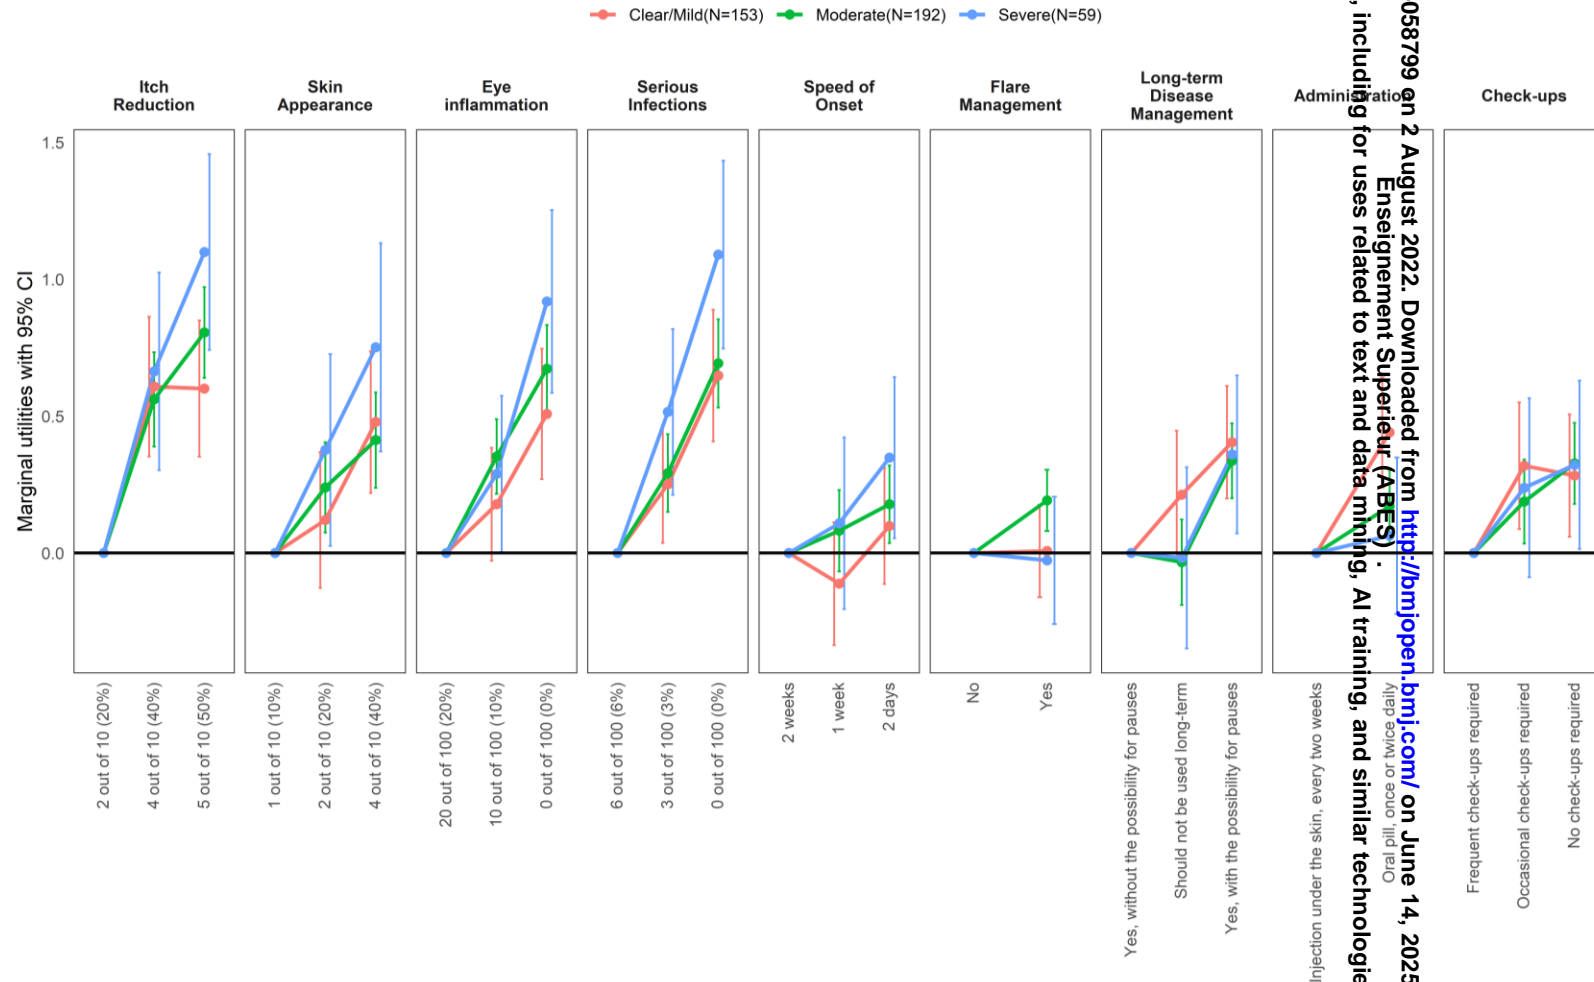 Clear/Mild(N=153) Moderate(N=192) Severe(N=59)
Itch
Reduction
Skin
Appearance
Eye
inflammation
Serious
Infections
Speed of
Onset
Flare
Management
Long-term
Disease
Management
Administration
Check-ups
Marginal utilities with 95% CI
1.5
1.0
0.5
0.0
2 out of 10 (20%)
4 out of 10 (40%)
5 out of 10 (50%)
1 out of 10 (10%)
2 out of 10 (20%)
4 out of 10 (40%)
20 out of 100 (20%)
10 out of 100 (10%)
0 out of 100 (0%)
6 out of 100 (6%)
3 out of 100 (3%)
0 out of 100 (0%)
2 weeks
1 week
2 days
No
Yes
Yes, without the possibility for pauses
Should not be used long-term
Yes, with the possibility for pauses
Injection under the skin, every two weeks
Oral pill, once or twice daily
Frequent check-ups required
Occasional check-ups required
No check-ups required
058799 on 2 August 2022. Downloaded from http://bmjopen.bmj.com/ on June 14, 2025
Enseignement Superieur (ABES) .
, including for uses related to text and data mining, AI training, and similar technologie